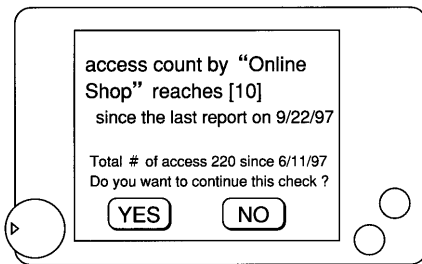 access count by “Online
Shop” reaches [10]
since the last report on 9/22/97
Total # of access 220 since 6/11/97
Do you want to continue this check ?
YES NO